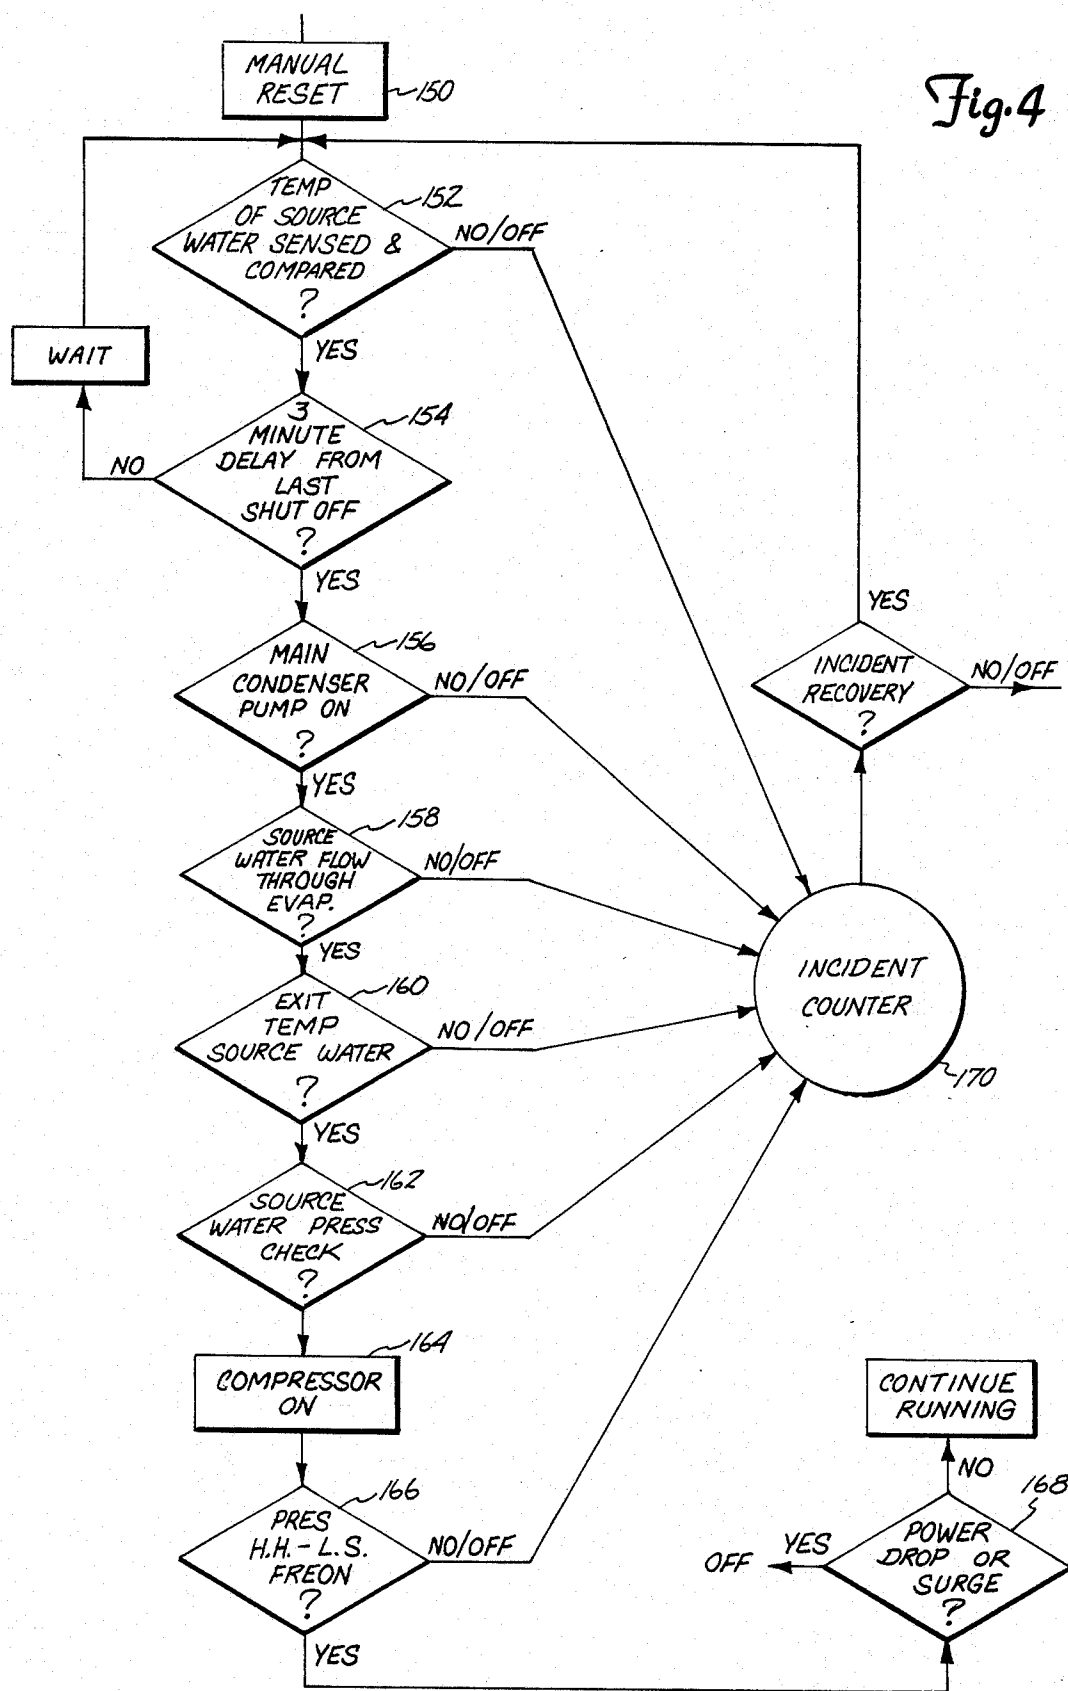 Fig.4
MANUAL
RESET
150
TEMP
OF SOURCE
WATER SENSED &
COMPARED
?
152
NO/OFF
YES
WAIT
3
MINUTE
DELAY FROM
LAST
SHUT OFF
?
154
NO
YES
MAIN
CONDENSER
PUMP ON
?
156
NO/OFF
YES
SOURCE
WATER FLOW
THROUGH
EVAP.
?
158
NO/OFF
YES
EXIT
TEMP
SOURCE WATER
?
160
NO/OFF
YES
SOURCE
WATER PRESS
CHECK
?
162
NO/OFF
COMPRESSOR
ON
164
PRES
H.H.-L.S.
FREON
?
166
NO/OFF
YES
YES
INCIDENT
RECOVERY
?
NO/OFF
INCIDENT
COUNTER
170
CONTINUE
RUNNING
NO
168
POWER
DROP OR
SURGE
?
YES
OFF